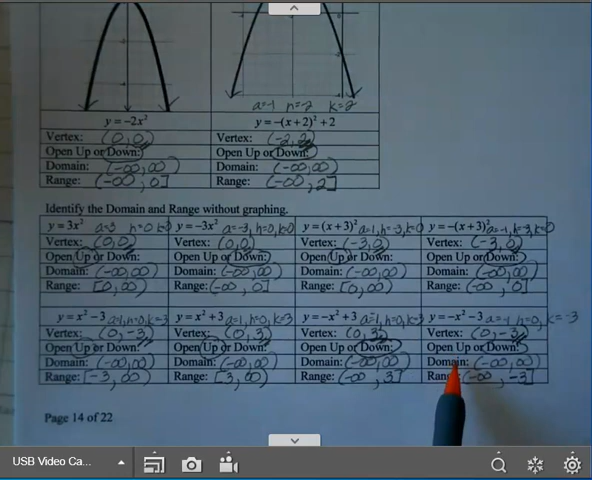 a=-1 h=-2 k=2
y = -2x² y = -(x + 2)² + 2
Vertex: (0,0) Vertex: (-2,2)
Open Up or Down: Open Up or Down:
Domain: (-∞,∞) Domain: (-∞,∞)
Range: (-∞, 0] Range: (-∞, 2]
Identify the Domain and Range without graphing.
y = 3x² a=3 h=0 k=0 y = -3x² a=-3, h=0, k=0 y = (x + 3)² a=1, h=-3, k=0 y = -(x + 3)² a=-1, h=-3, k=0
Vertex: (0,0) Vertex: (0,0) Vertex: (-3,0) Vertex: (-3,0)
Open Up or Down: Open Up or Down: Open Up or Down: Open Up or Down:
Domain: (-∞,∞) Domain: (-∞,∞) Domain: (-∞,∞) Domain: (-∞,∞)
Range: [0,∞) Range: (-∞, 0] Range: [0,∞) Range: (-∞, 0]
y = x² - 3 a=1, h=0, k=3 y = x² + 3 a=1, h=0, k=3 y = -x² + 3 a=-1, h=0, k=3 y = -x² - 3 a=-1, h=0, k=-3
Vertex: (0,-3) Vertex: (0,3) Vertex: (0,3) Vertex: (0,-3)
Open Up or Down: Open Up or Down: Open Up or Down: Open Up or Down:
Domain: (-∞,∞) Domain: (-∞,∞) Domain: (-∞,∞) Domain: (-∞,∞)
Range: [-3,∞) Range: [3,∞) Range: (-∞, 3] Range: (-∞, -3]
Page 14 of 22
USB Video Ca...